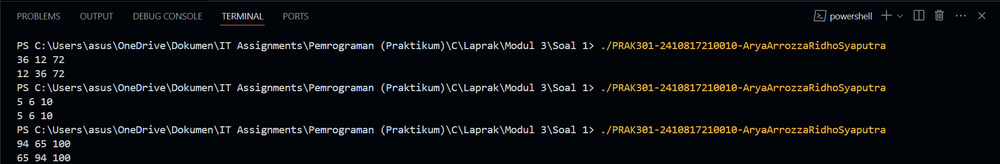 PROBLEMS OUTPUT DEBUG CONSOLE TERMINAL PORTS powershell
PS C:\Users\asus\OneDrive\Dokumen\IT Assignments\Pemrograman (Praktikum)\C\Laprak\Modul 3\Soal 1> ./PRAK301-2410817210010-AryaArrozzaRidhoSyaputra
36 12 72
12 36 72
PS C:\Users\asus\OneDrive\Dokumen\IT Assignments\Pemrograman (Praktikum)\C\Laprak\Modul 3\Soal 1> ./PRAK301-2410817210010-AryaArrozzaRidhoSyaputra
5 6 10
5 6 10
PS C:\Users\asus\OneDrive\Dokumen\IT Assignments\Pemrograman (Praktikum)\C\Laprak\Modul 3\Soal 1> ./PRAK301-2410817210010-AryaArrozzaRidhoSyaputra
94 65 100
65 94 100